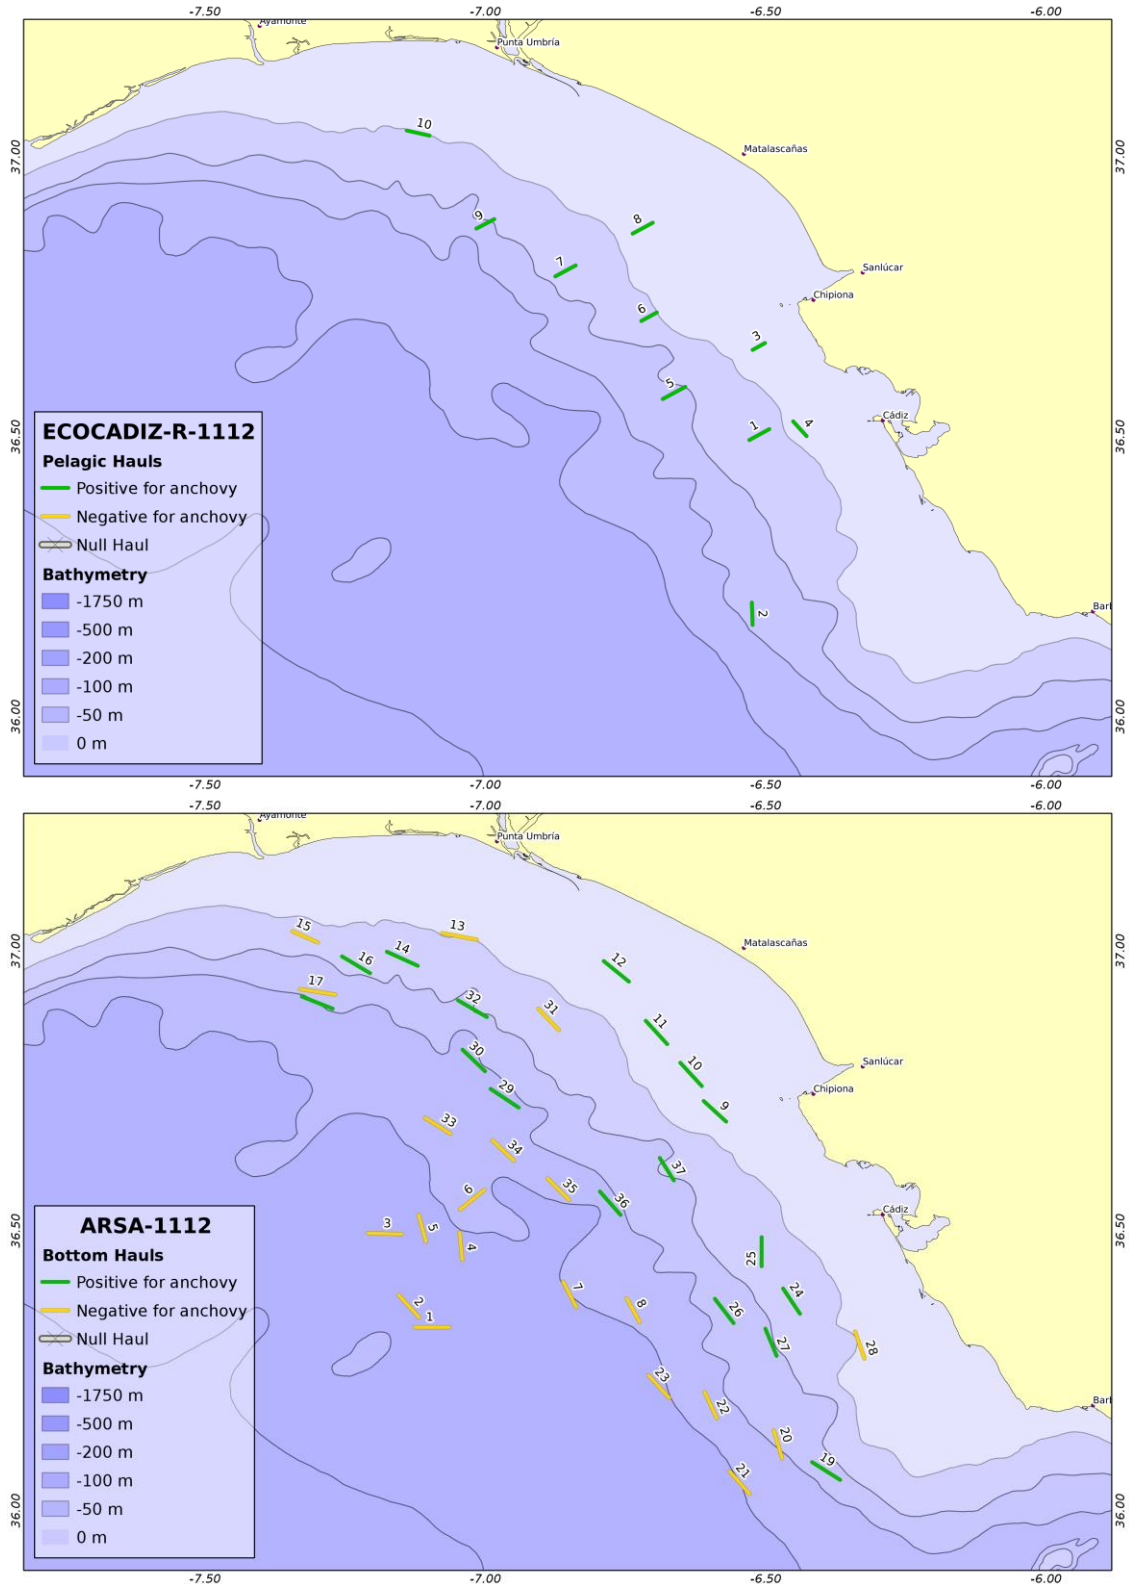 -7.50 -7.00 -6.50 -6.00
Ayamonte
Punta Umbría
10
37.00 Matalascañas 37.00
9 8
7
Sanlúcar
Chipiona
6
3
5
1 4 Cádiz
36.50 36.50
ECOCADIZ-R-1112
Pelagic Hauls
Positive for anchovy
Negative for anchovy
Null Haul
Bathymetry
-1750 m
-500 m
-200 m
-100 m
-50 m
0 m
2
Barl
36.00 36.00
-7.50 -7.00 -6.50 -6.00
-7.50 -7.00 -6.50 -6.00
Ayamonte
Punta Umbría
15 13
37.00 16 14 12 Matalascañas 37.00
17
32 31 11
30 10 Sanlúcar
29 9 Chipiona
33
34
37
6 35 36
3 5 4 Cádiz
36.50 25 36.50
2 1 7 8 26 24
27 28
ARSA-1112
Bottom Hauls
Positive for anchovy
Negative for anchovy
Null Haul
Bathymetry
-1750 m
-500 m
-200 m
-100 m
-50 m
0 m
23 22
20 19
21
Barl
36.00 36.00
-7.50 -7.00 -6.50 -6.00